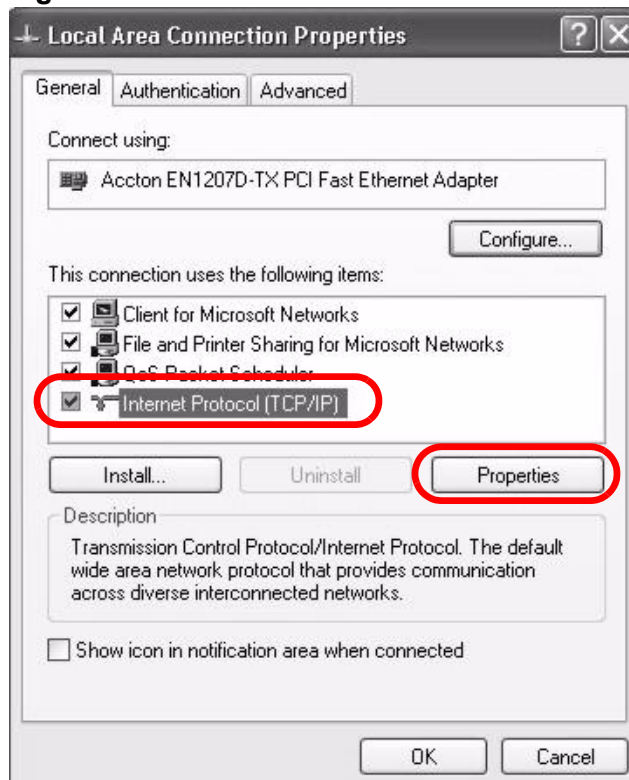 Local Area Connection Properties
General Authentication Advanced
Connect using:
Accton EN1207D-TX PCI Fast Ethernet Adapter
Configure...
This connection uses the following items:
Client for Microsoft Networks
File and Printer Sharing for Microsoft Networks
QoS Packet Scheduler
Internet Protocol (TCP/IP)
Install... Uninstall Properties
Description
Transmission Control Protocol/Internet Protocol. The default
wide area network protocol that provides communication
across diverse interconnected networks.
Show icon in notification area when connected
OK Cancel